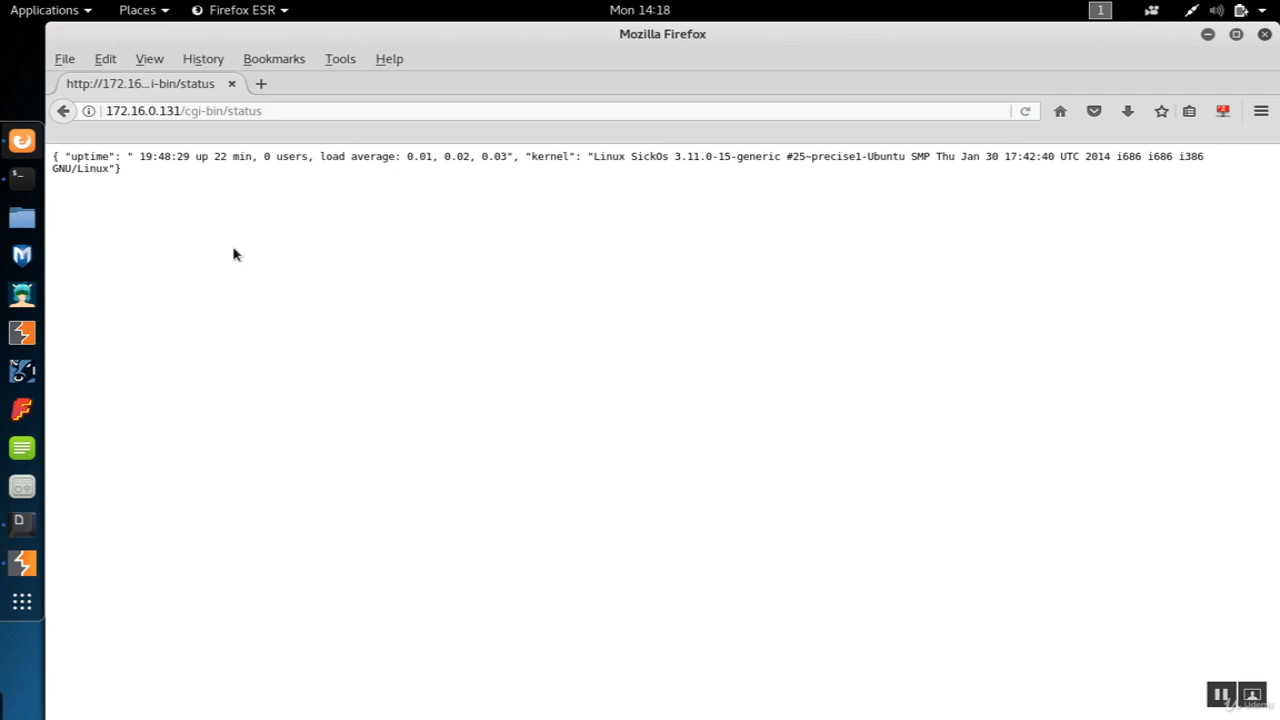 Applications Places Firefox ESR Mon 14:18 1
Mozilla Firefox
File Edit View History Bookmarks Tools Help
http://172.16...i-bin/status
172.16.0.131/cgi-bin/status
{ "uptime": " 19:48:29 up 22 min, 0 users, load average: 0.01, 0.02, 0.03", "kernel": "Linux SickOs 3.11.0-15-generic #25~precise1-Ubuntu SMP Thu Jan 30 17:42:40 UTC 2014 i686 i686 i386
GNU/Linux"}
Udemy